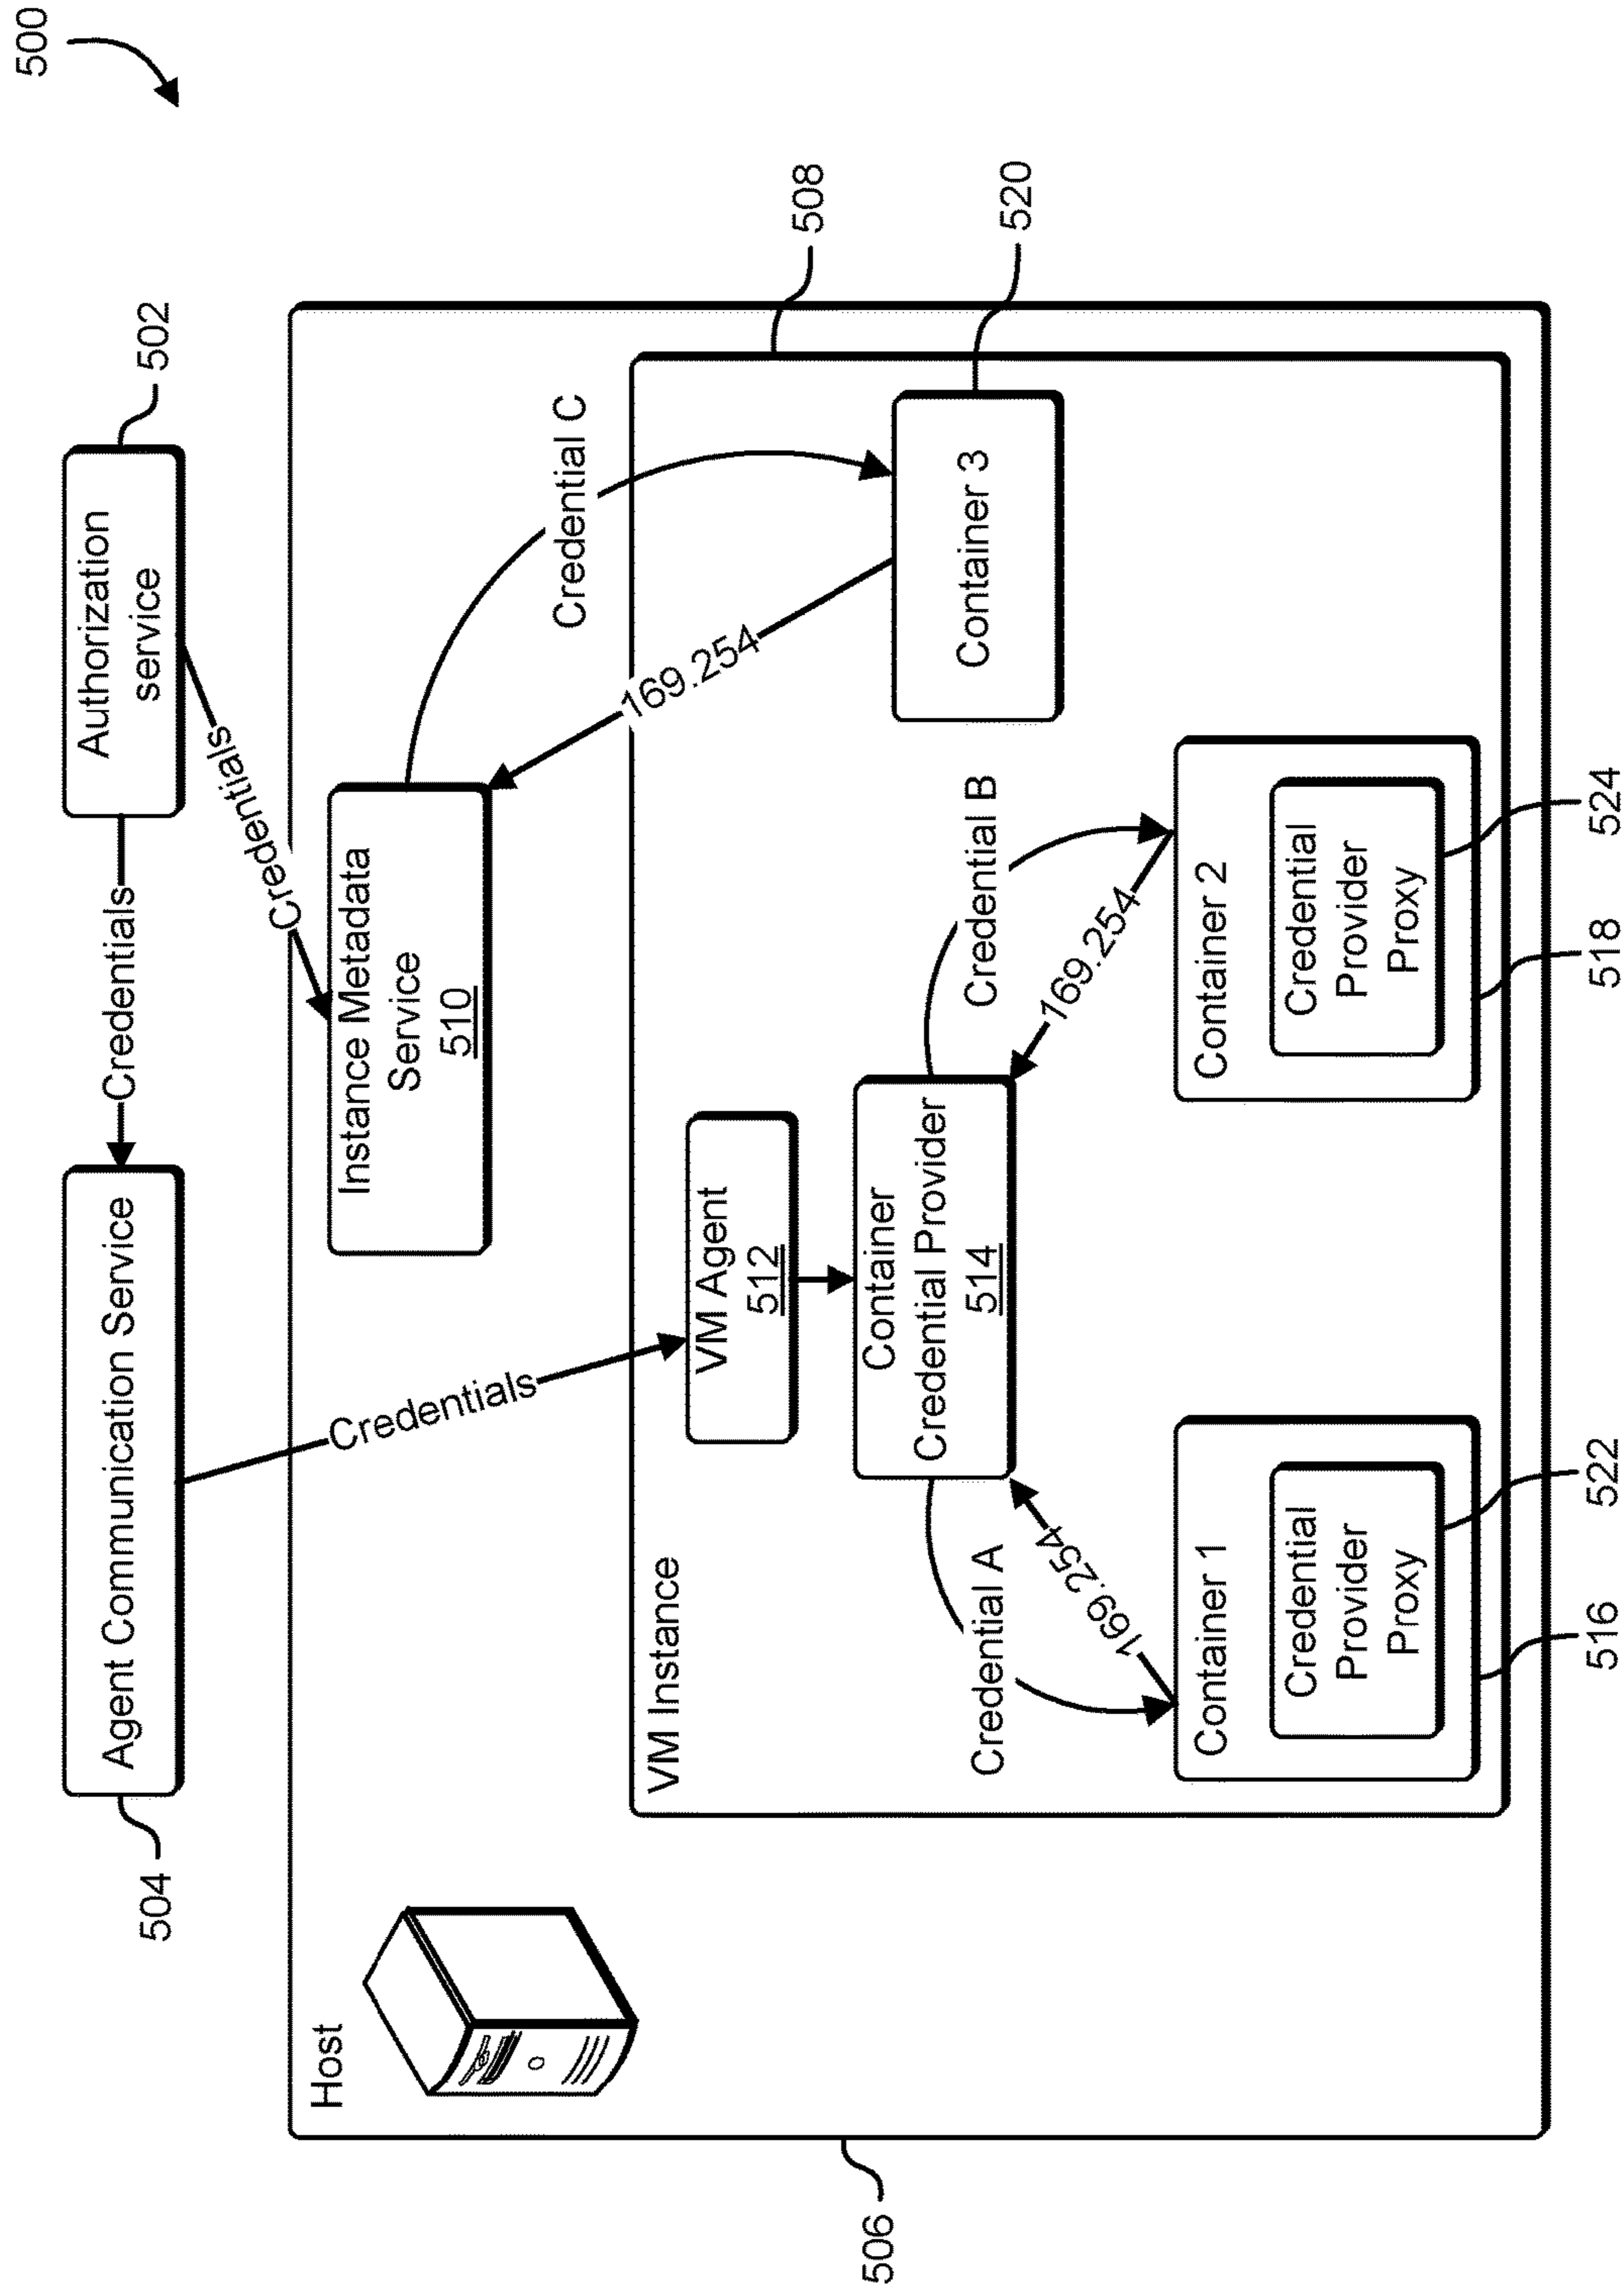 500
502
Authorization
service
504
Agent Communication Service
Credentials
Credentials
Credentials
506
Host
Instance Metadata
Service
510
508
VM Instance
VM Agent
512
Container
Credential Provider
514
Credential A
169.254
Credential B
169.254
Credential C
169.254
Container 1
Credential
Provider
Proxy
516
522
Container 2
Credential
Provider
Proxy
518
524
Container 3
520